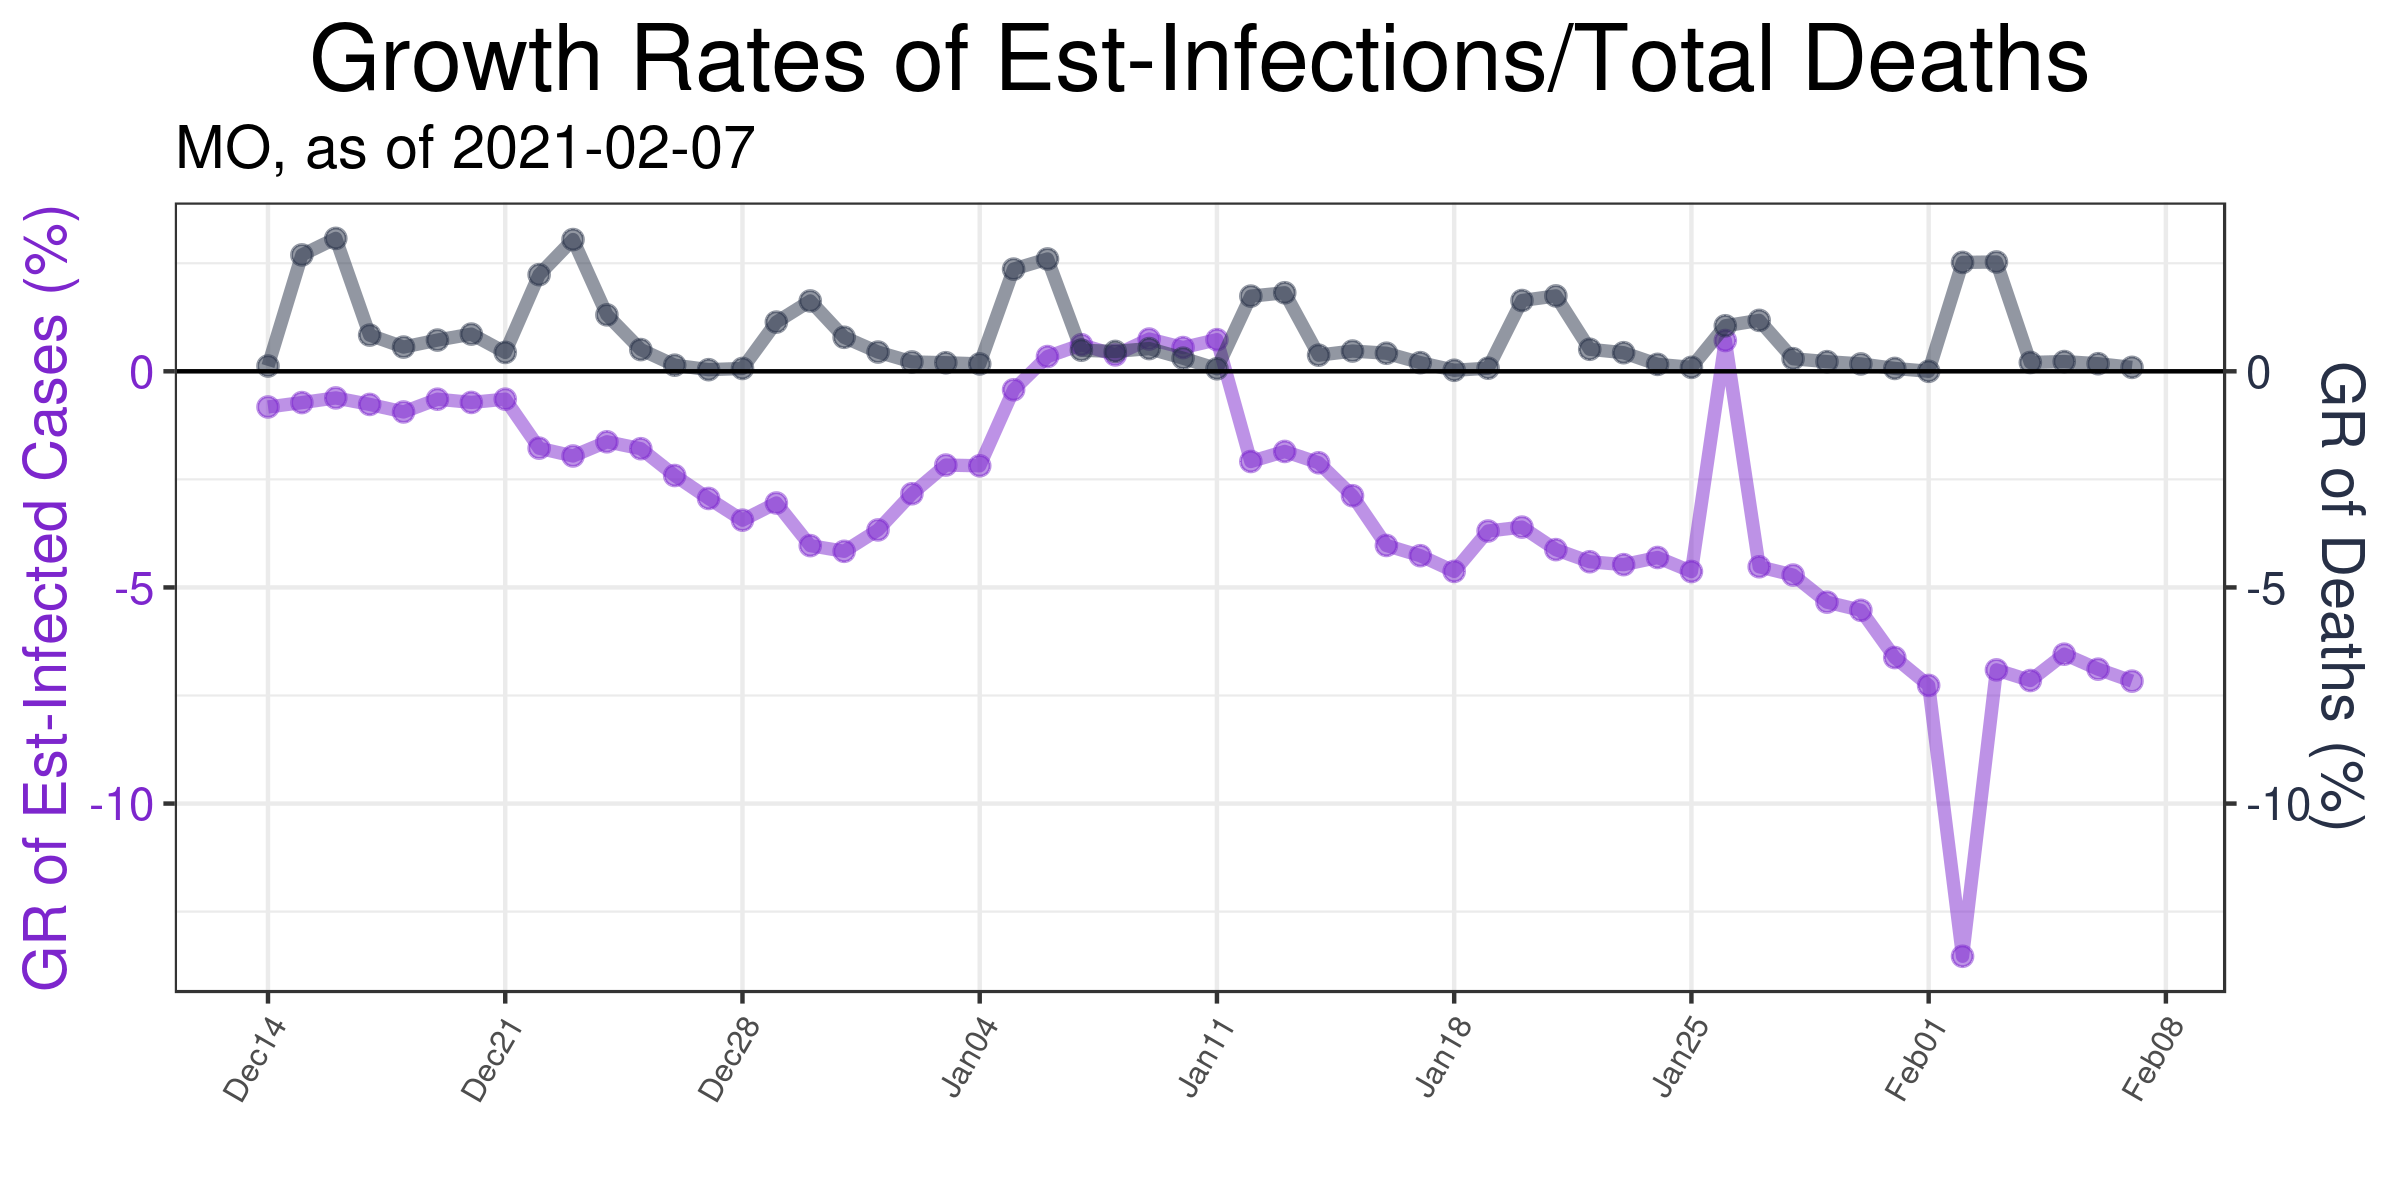 Growth Rates of Est-Infections/Total Deaths
MO, as of 2021-02-07
GR of Est-Infected Cases (%)
0
-5
-10
0
-5
-10
GR of Deaths (%)
Dec14
Dec21
Dec28
Jan04
Jan11
Jan18
Jan25
Feb01
Feb08